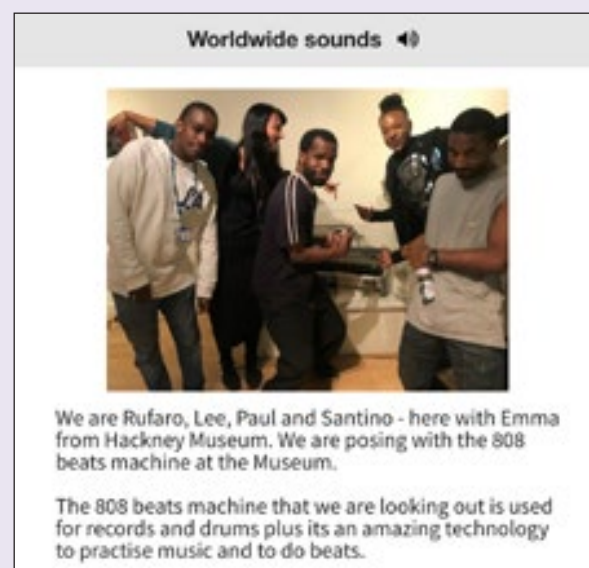 Worldwide sounds
We are Rufaro, Lee, Paul and Santino - here with Emma
from Hackney Museum. We are posing with the 808
beats machine at the Museum.
The 808 beats machine that we are looking out is used
for records and drums plus its an amazing technology
to practise music and to do beats.